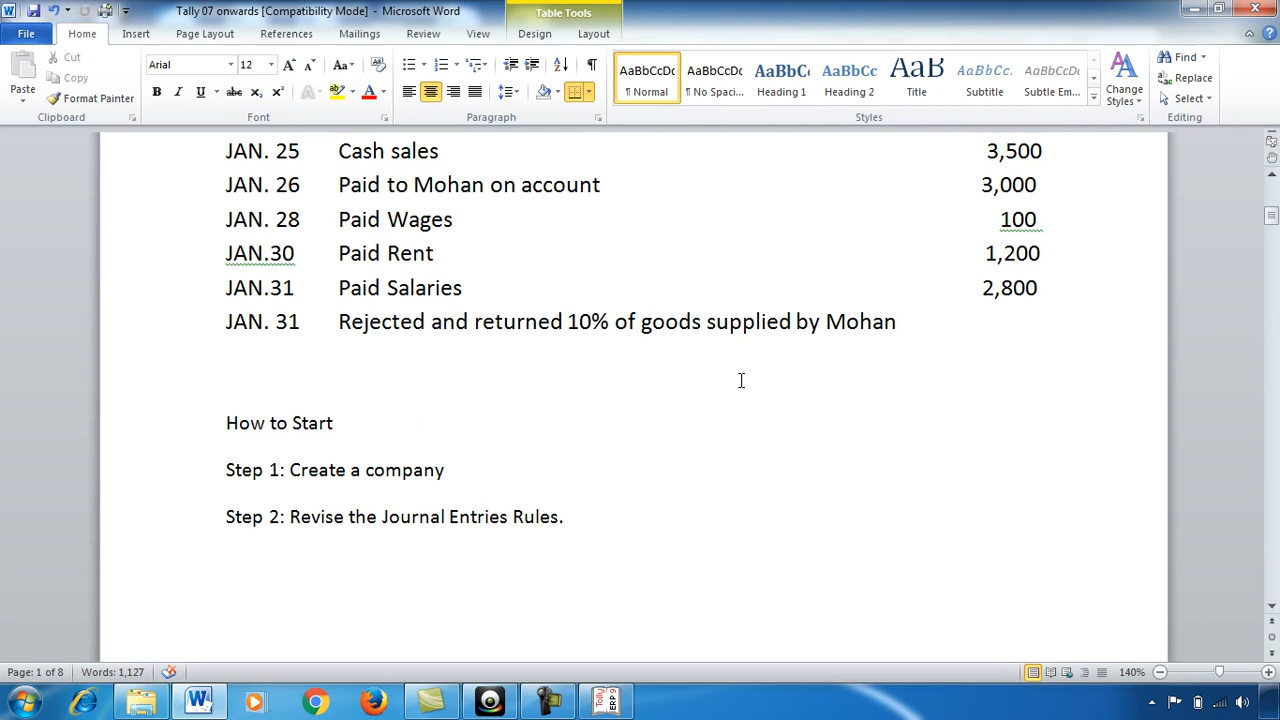 Tally 07 onwards [Compatibility Mode] - Microsoft Word
Table Tools
File Home Insert Page Layout References Mailings Review View Design Layout
Paste
Cut
Copy
Format Painter
Clipboard
Arial 12
Font
Paragraph
AaBbCcDc AaBbCcDc AaBbC AaBbCc AaB AaBbCc. AaBbCcDc
¶ Normal ¶ No Spaci... Heading 1 Heading 2 Title Subtitle Subtle Em...
Change Styles
Styles
Find
Replace
Select
Editing
JAN. 25 Cash sales 3,500
JAN. 26 Paid to Mohan on account 3,000
JAN. 28 Paid Wages 100
JAN.30 Paid Rent 1,200
JAN.31 Paid Salaries 2,800
JAN. 31 Rejected and returned 10% of goods supplied by Mohan
How to Start
Step 1: Create a company
Step 2: Revise the Journal Entries Rules.
Page: 1 of 8 Words: 1,127 140%
Tally ERP 9